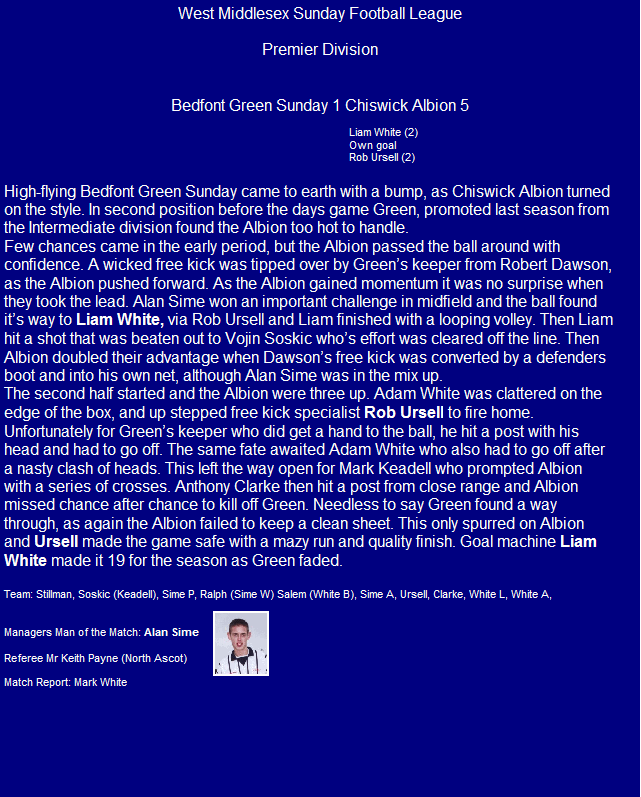 West Middlesex Sunday Football League
Premier Division
Bedfont Green Sunday 1 Chiswick Albion 5
Liam White (2)
Own goal
Rob Ursell (2)
High-flying Bedfont Green Sunday came to earth with a bump, as Chiswick Albion turned
on the style. In second position before the days game Green, promoted last season from
the Intermediate division found the Albion too hot to handle.
Few chances came in the early period, but the Albion passed the ball around with
confidence. A wicked free kick was tipped over by Green's keeper from Robert Dawson,
as the Albion pushed forward. As the Albion gained momentum it was no surprise when
they took the lead. Alan Sime won an important challenge in midfield and the ball found
it's way to Liam White, via Rob Ursell and Liam finished with a looping volley. Then Liam
hit a shot that was beaten out to Vojin Soskic who's effort was cleared off the line. Then
Albion doubled their advantage when Dawson's free kick was converted by a defenders
boot and into his own net, although Alan Sime was in the mix up.
The second half started and the Albion were three up. Adam White was clattered on the
edge of the box, and up stepped free kick specialist Rob Ursell to fire home.
Unfortunately for Green's keeper who did get a hand to the ball, he hit a post with his
head and had to go off. The same fate awaited Adam White who also had to go off after
a nasty clash of heads. This left the way open for Mark Keadell who prompted Albion
with a series of crosses. Anthony Clarke then hit a post from close range and Albion
missed chance after chance to kill off Green. Needless to say Green found a way
through, as again the Albion failed to keep a clean sheet. This only spurred on Albion
and Ursell made the game safe with a mazy run and quality finish. Goal machine Liam
White made it 19 for the season as Green faded.
Team: Stillman, Soskic (Keadell), Sime P, Ralph (Sime W) Salem (White B), Sime A, Ursell, Clarke, White L, White A,
Managers Man of the Match: Alan Sime
Referee Mr Keith Payne (North Ascot)
Match Report: Mark White